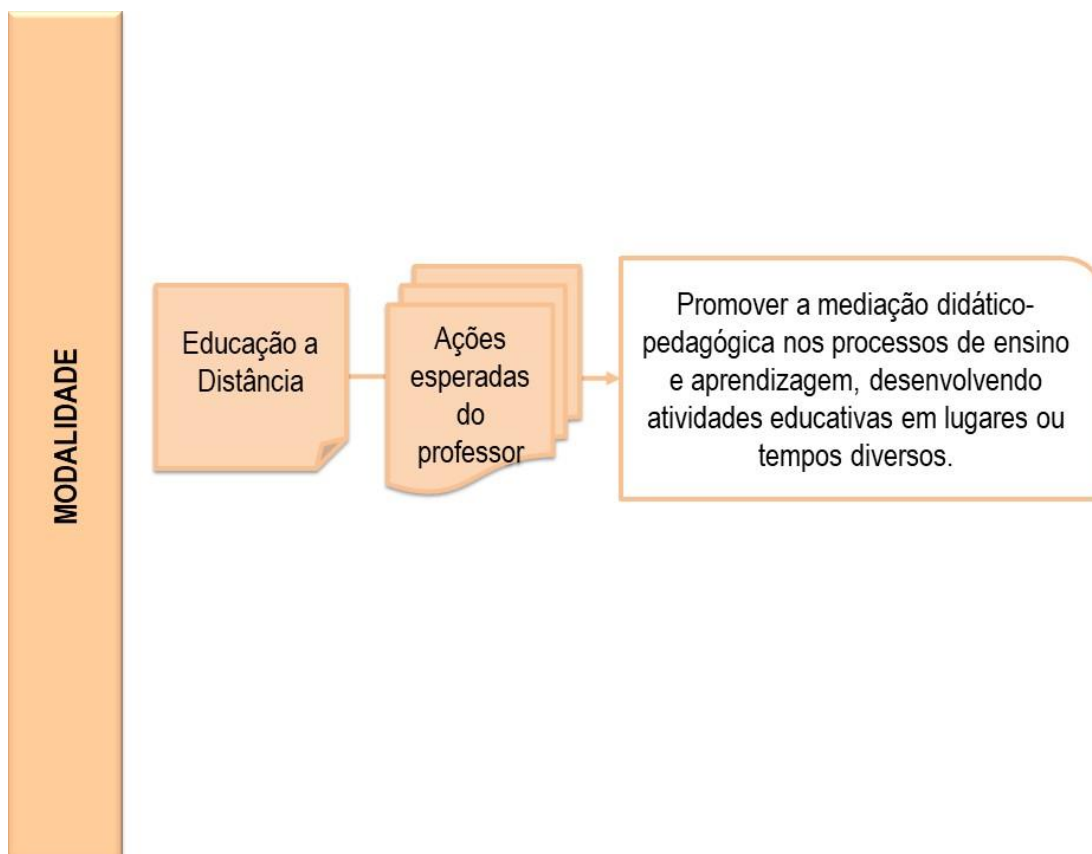 MODALIDADE
Educação a
Distância
Ações
esperadas
do
professor
Promover a mediação didático-
pedagógica nos processos de ensino
e aprendizagem, desenvolvendo
atividades educativas em lugares ou
tempos diversos.